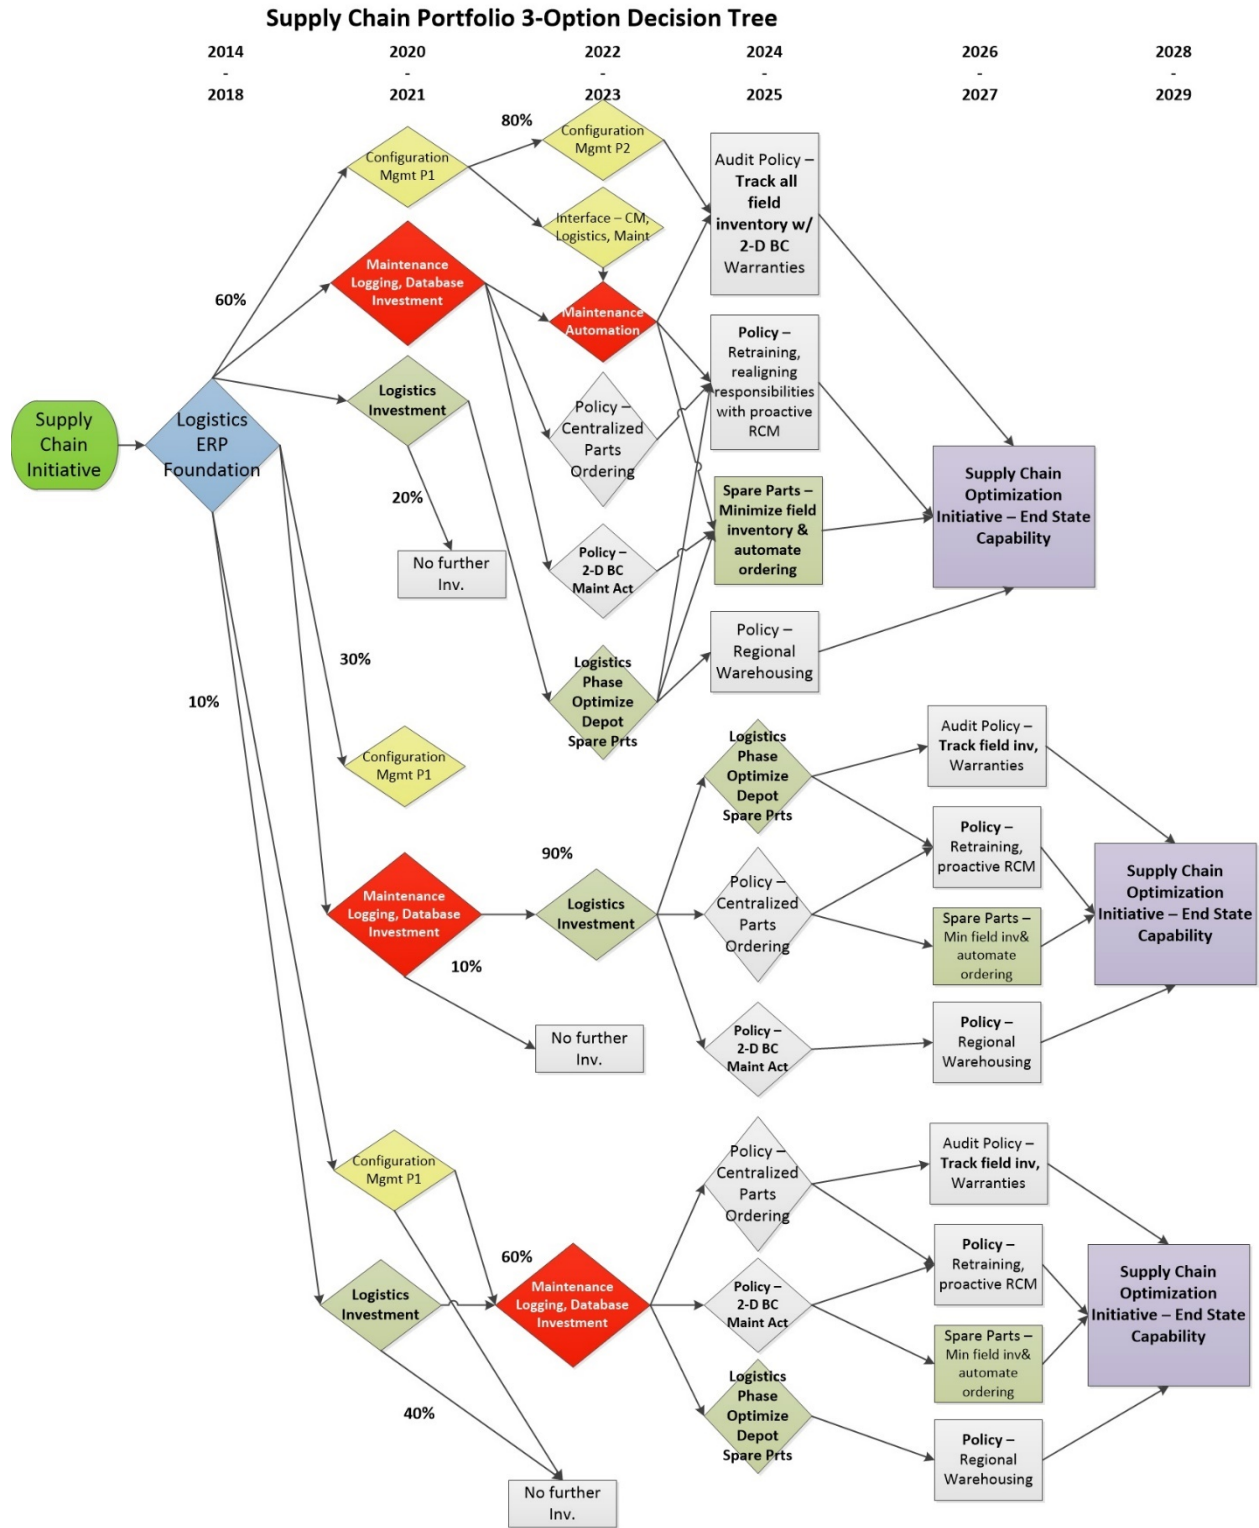 Supply Chain Portfolio 3-Option Decision Tree
2014
-
2018
2020
-
2021
2022
-
2023
2024
-
2025
2026
-
2027
2028
-
2029
Supply
Chain
Initiative
Logistics
ERP
Foundation
60%
30%
10%
Configuration
Mgmt P1
80%
Configuration
Mgmt P2
Interface – CM,
Logistics, Maint
Maintenance
Logging, Database
Investment
Maintenance
Automation
Logistics
Investment
20%
No further
Inv.
Policy –
Centralized
Parts
Ordering
Policy –
2-D BC
Maint Act
Logistics
Phase
Optimize
Depot
Spare Prts
Audit Policy –
Track all
field
inventory w/
2-D BC
Warranties
Policy –
Retraining,
realigning
responsibilities
with proactive
RCM
Spare Parts –
Minimize field
inventory &
automate
ordering
Policy –
Regional
Warehousing
Supply Chain
Optimization
Initiative – End State
Capability
Configuration
Mgmt P1
Maintenance
Logging, Database
Investment
90%
10%
Logistics
Investment
No further
Inv.
Logistics
Phase
Optimize
Depot
Spare Prts
Policy –
Centralized
Parts
Ordering
Policy –
2-D BC
Maint Act
Audit Policy –
Track field inv,
Warranties
Policy –
Retraining,
proactive RCM
Spare Parts –
Min field inv&
automate
ordering
Policy –
Regional
Warehousing
Supply Chain
Optimization
Initiative – End State
Capability
Configuration
Mgmt P1
Logistics
Investment
60%
40%
Maintenance
Logging, Database
Investment
No further
Inv.
Policy –
Centralized
Parts
Ordering
Policy –
2-D BC
Maint Act
Logistics
Phase
Optimize
Depot
Spare Prts
Audit Policy –
Track field inv,
Warranties
Policy –
Retraining,
proactive RCM
Spare Parts –
Min field inv&
automate
ordering
Policy –
Regional
Warehousing
Supply Chain
Optimization
Initiative – End State
Capability